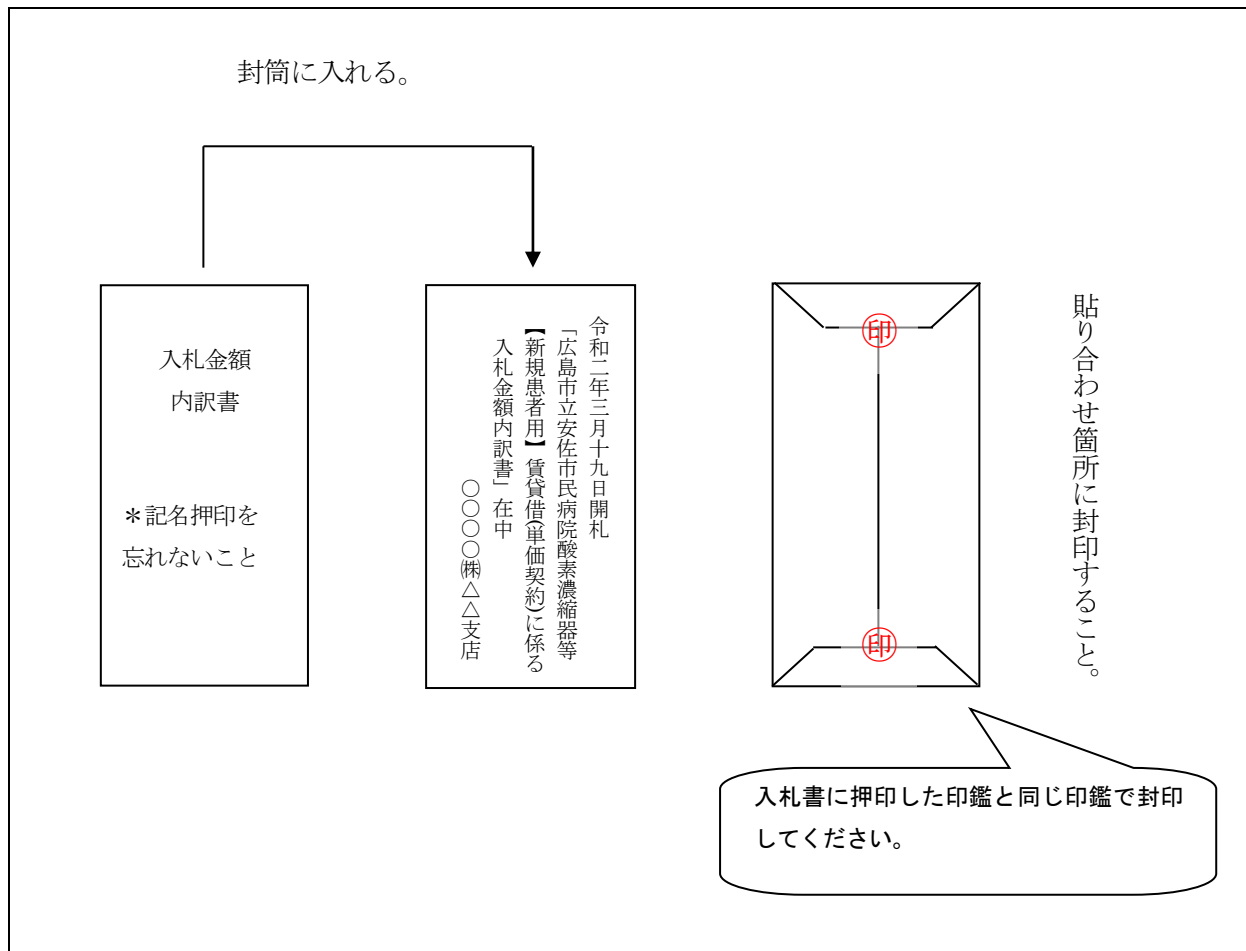 封筒に入れる。
入札金額
内訳書
＊記名押印を
忘れないこと
令和二年三月十九日開札
「広島市立安佐市民病院酸素濃縮器等
【新規患者用】賃貸借(単価契約)に係る
入札金額内訳書」在中
○○○○㈱△△支店
印
印
貼り合わせ箇所に封印すること。
入札書に押印した印鑑と同じ印鑑で封印
してください。